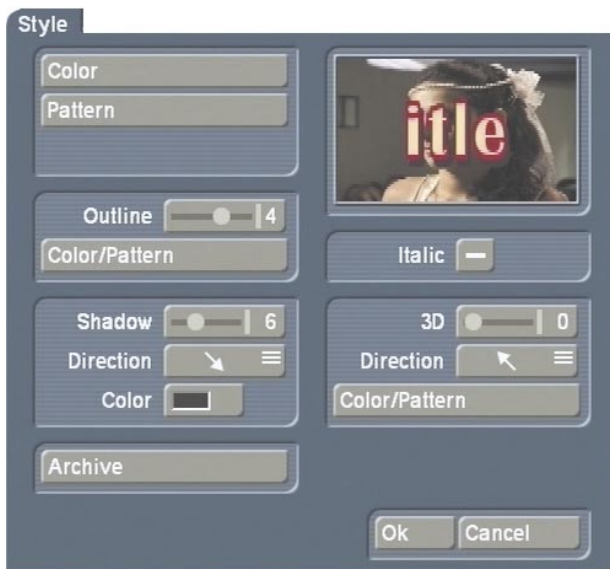 Style
Color
Pattern
itle
Outline 4
Color/Pattern
Italic
Shadow 6
Direction
Color
3D 0
Direction
Color/Pattern
Archive
Ok Cancel